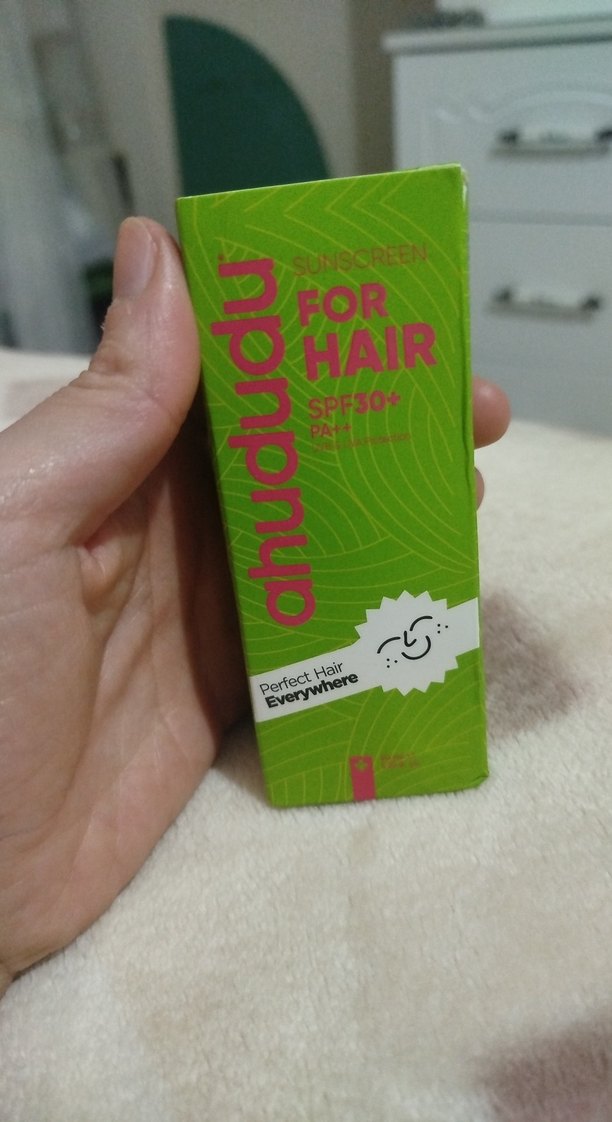 ahududu
SUNSCREEN
FOR
HAIR
SPF30+
PA++
Perfect Hair
Everywhere